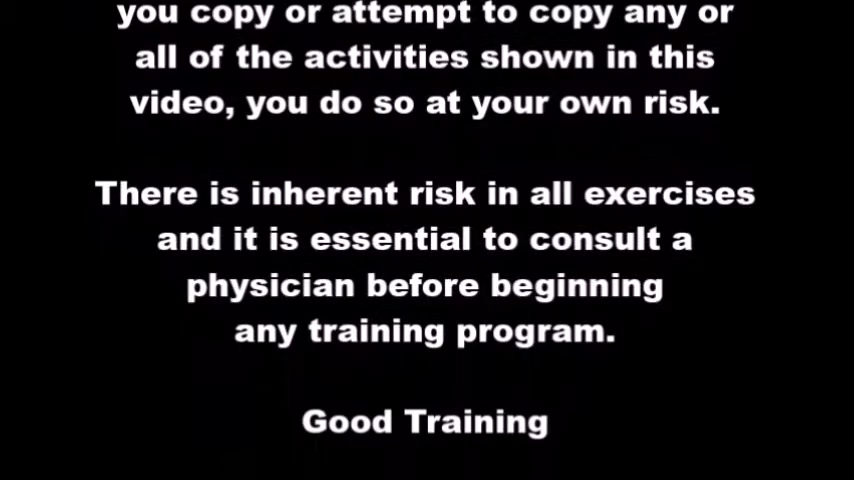 you copy or attempt to copy any or
all of the activities shown in this
video, you do so at your own risk.
There is inherent risk in all exercises
and it is essential to consult a
physician before beginning
any training program.
Good Training